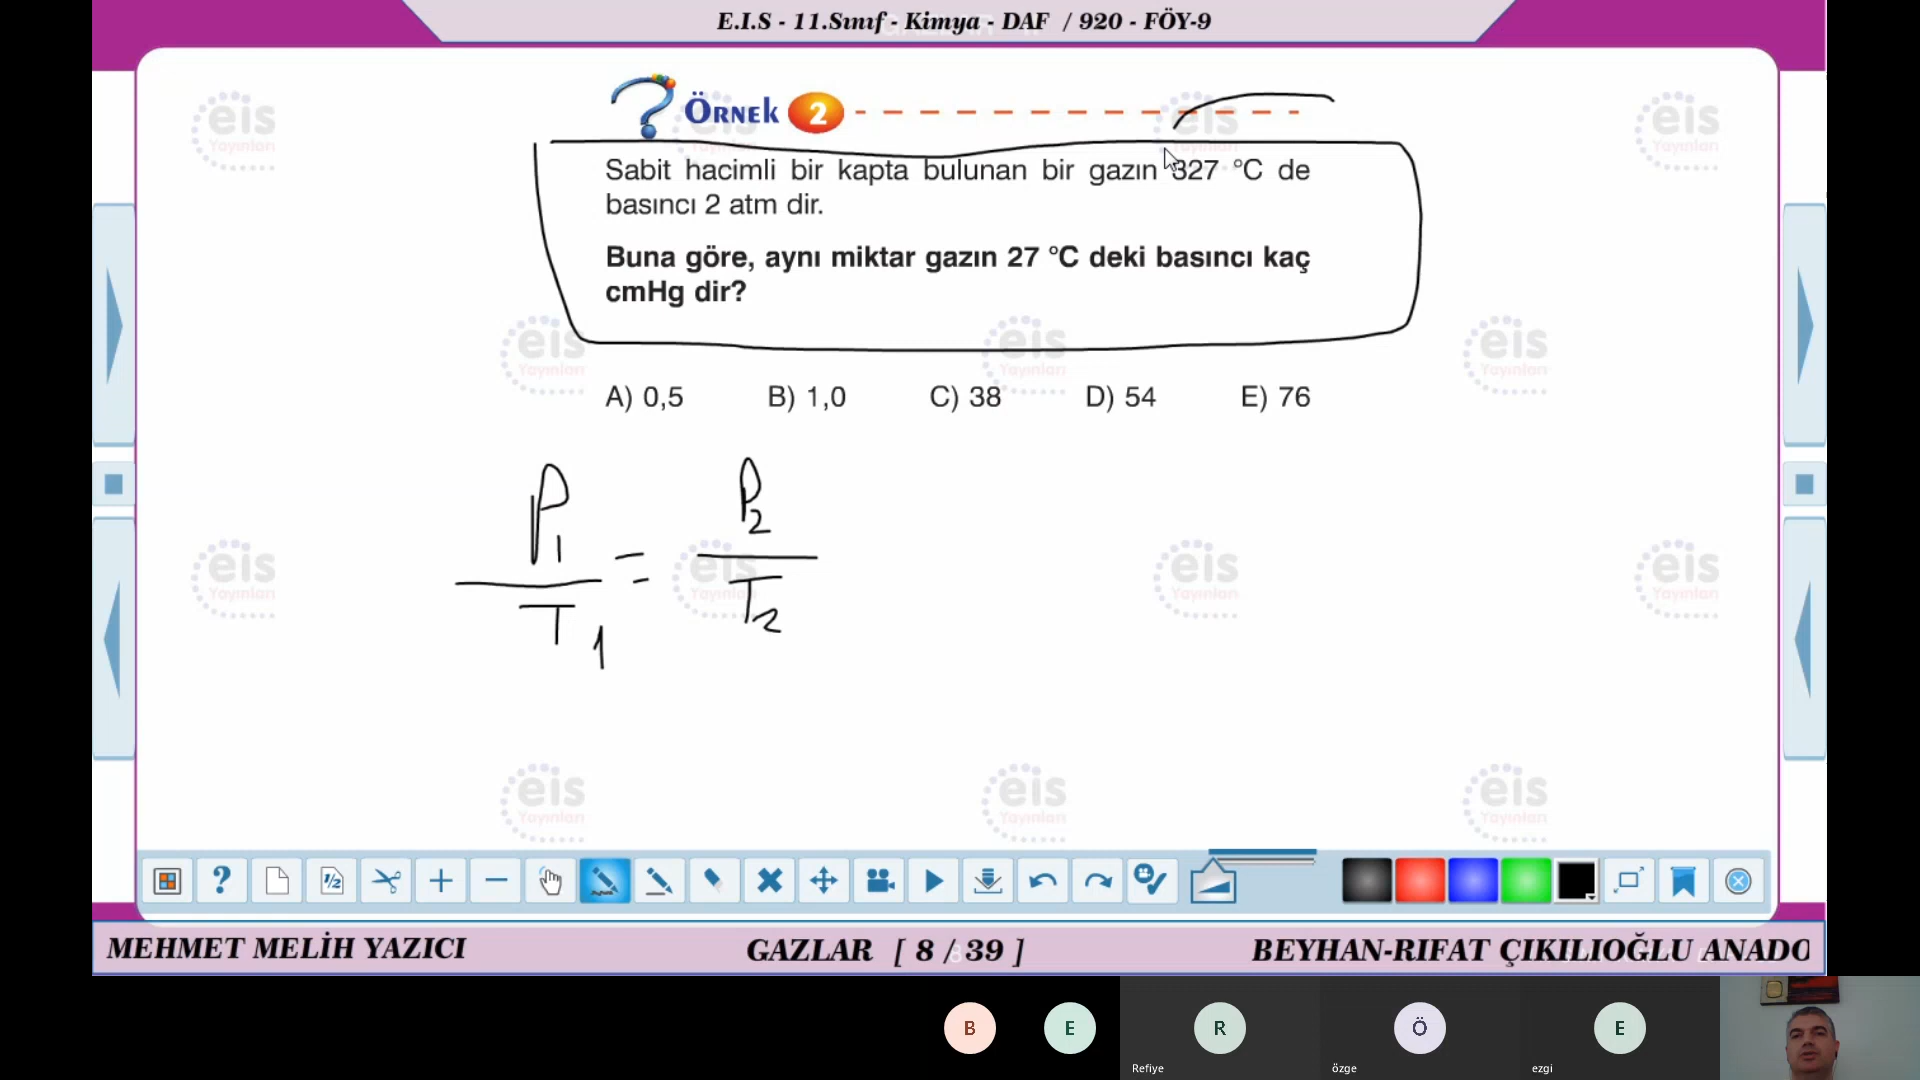 E.I.S - 11.Sınıf - Kimya - DAF / 920 - FÖY-9
? ÖRNEK 2
Sabit hacimli bir kapta bulunan bir gazın 327 °C de
basıncı 2 atm dir.
Buna göre, aynı miktar gazın 27 °C deki basıncı kaç
cmHg dir?
A) 0,5 B) 1,0 C) 38 D) 54 E) 76
P1 / T1 = P2 / T2
eis Yayınları
MEHMET MELİH YAZICI GAZLAR [ 8 / 39 ] BEYHAN-RIFAT ÇIKILIOĞLU ANADO
B E R Ö E
Refiye özge ezgi